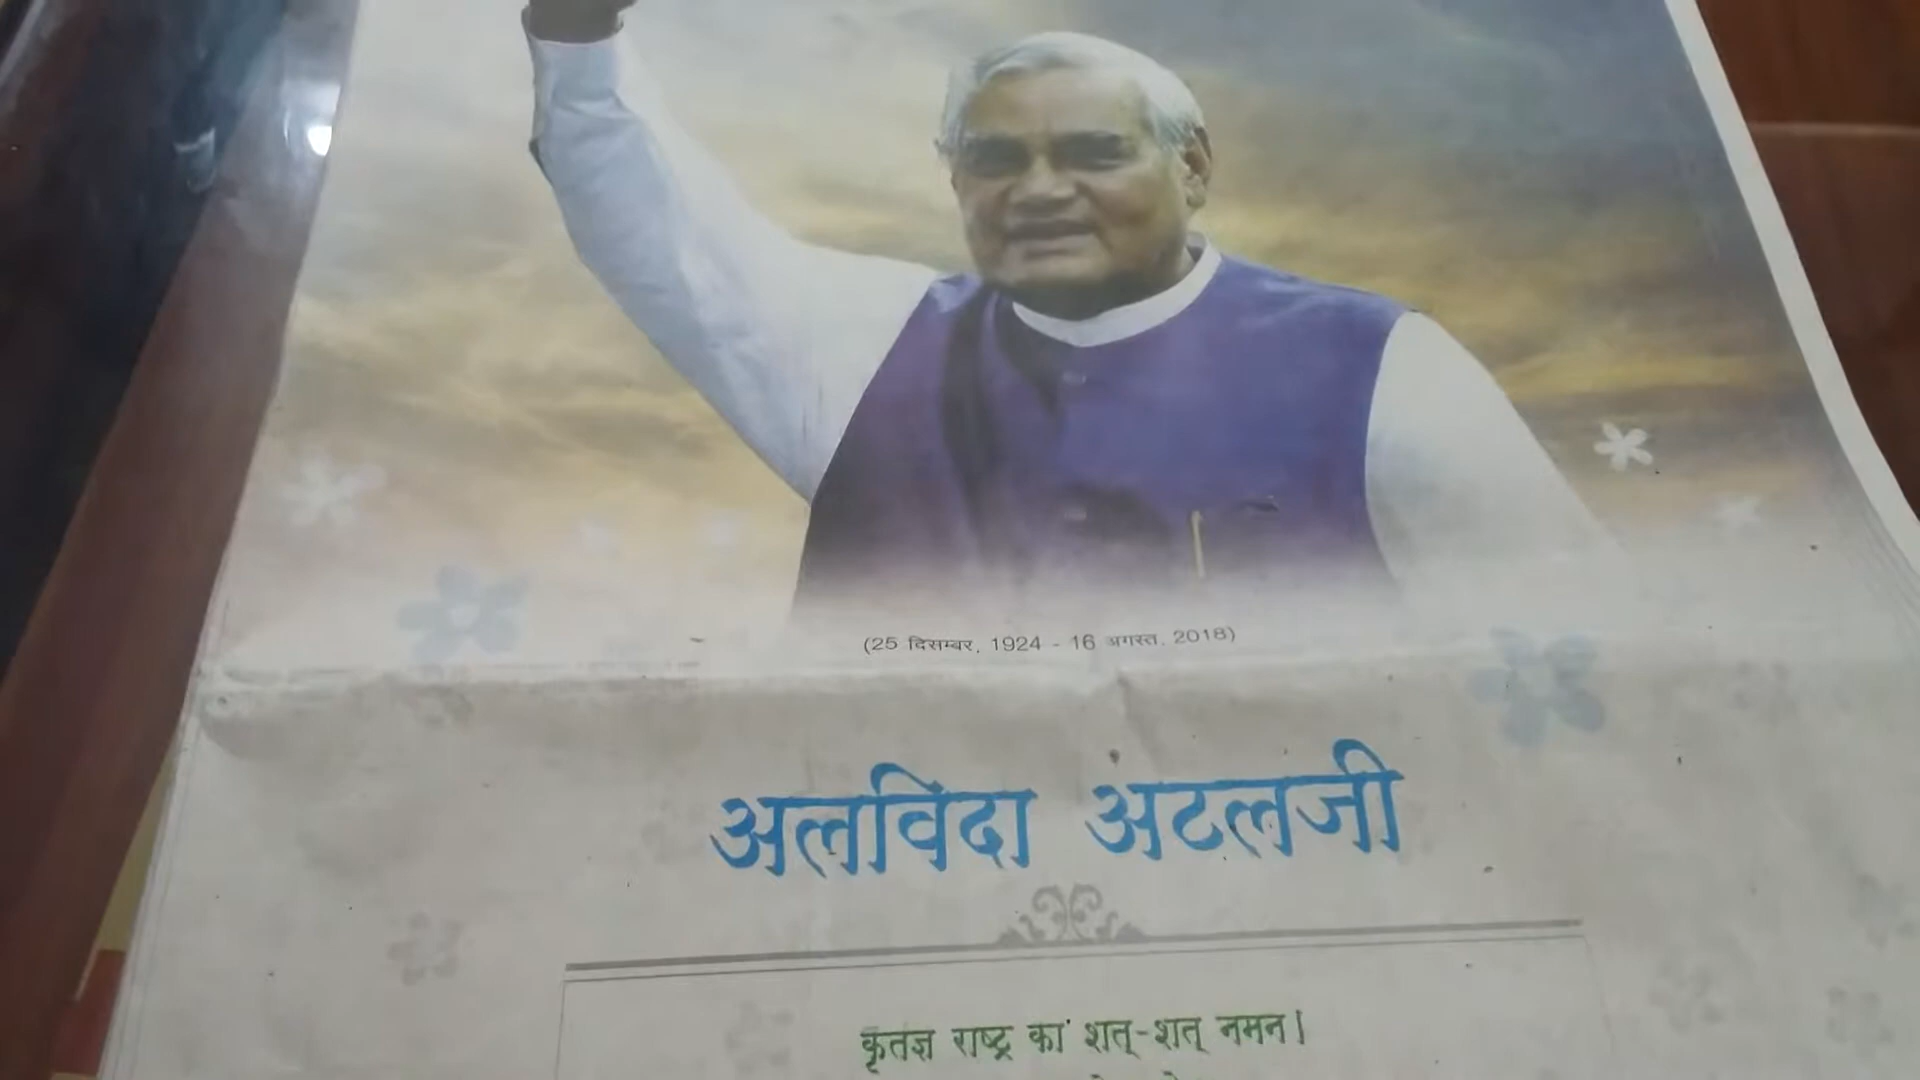 (25 दिसम्बर, 1924 - 16 अगस्त, 2018)
अलविदा अटलजी
कृतज्ञ राष्ट्र का शत्-शत् नमन।